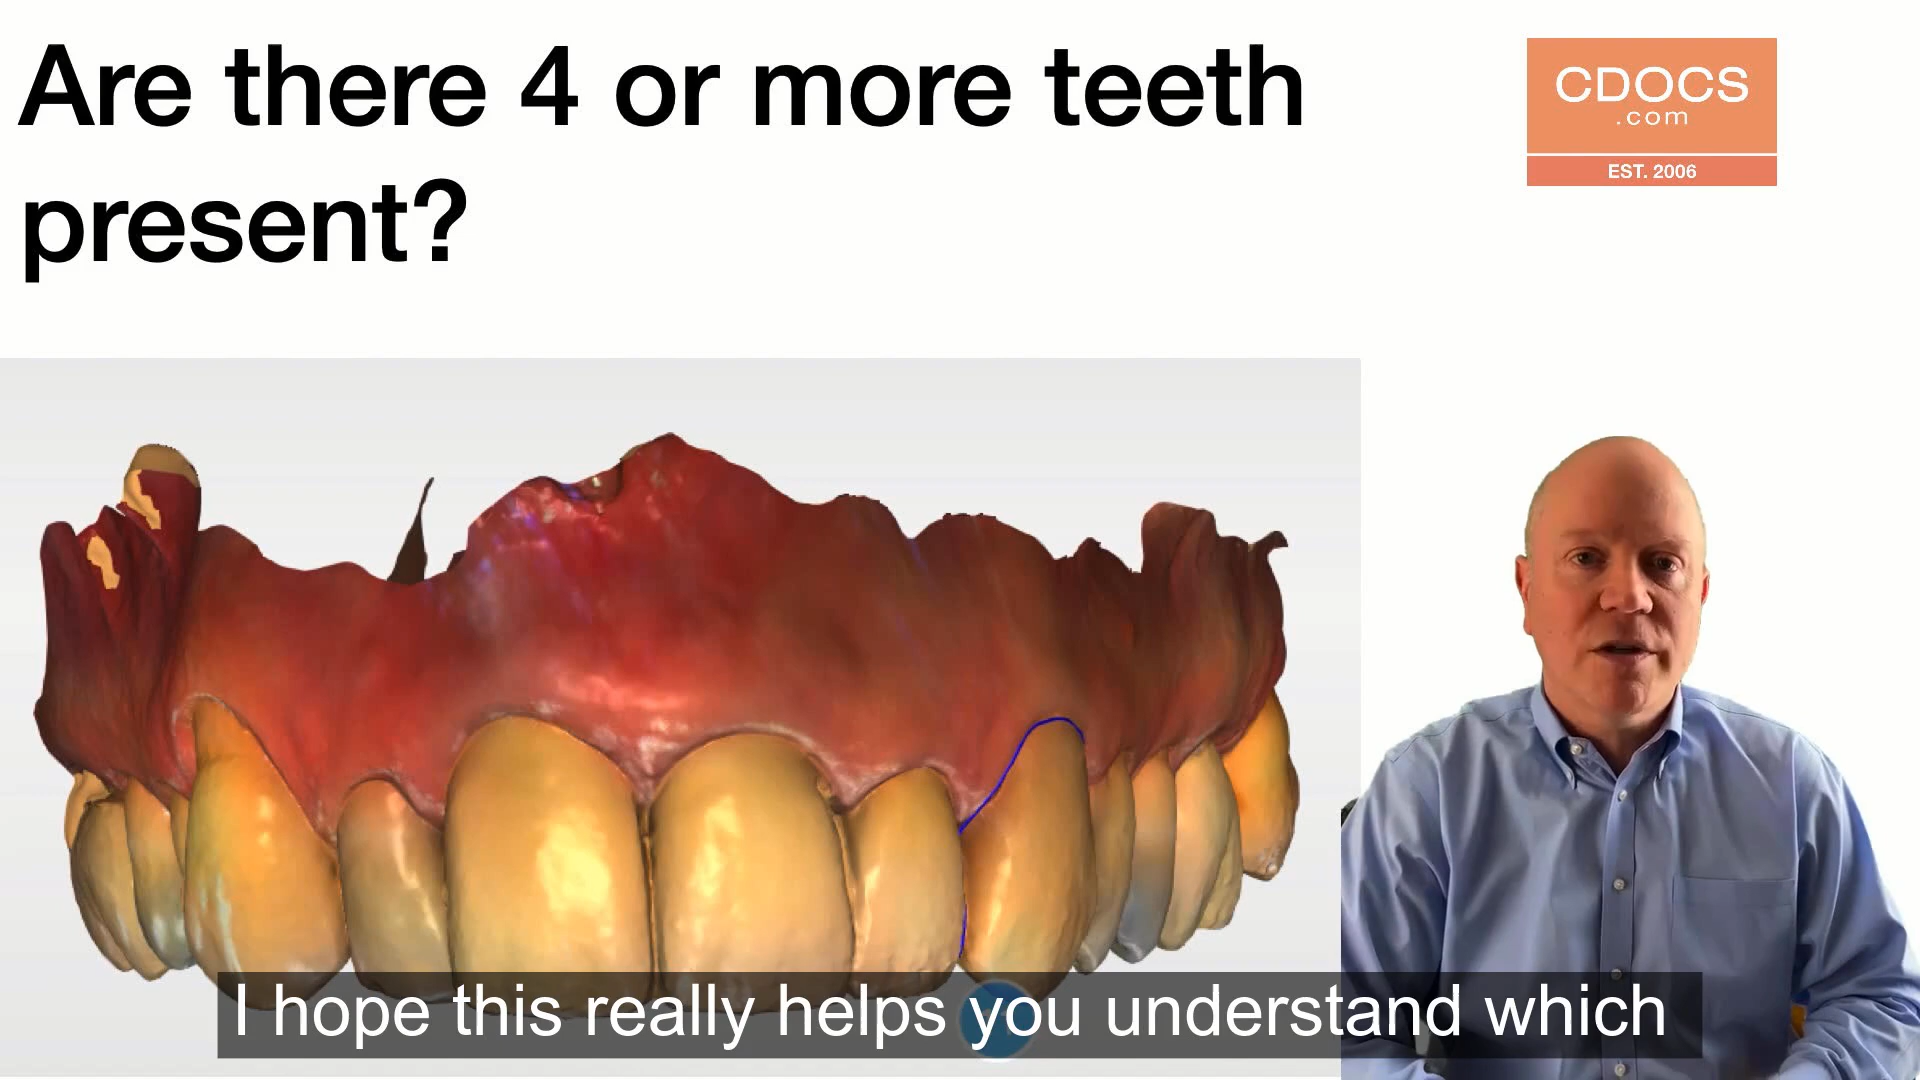 Are there 4 or more teeth
present?
CDOCS
.com
EST. 2006
I hope this really helps you understand which